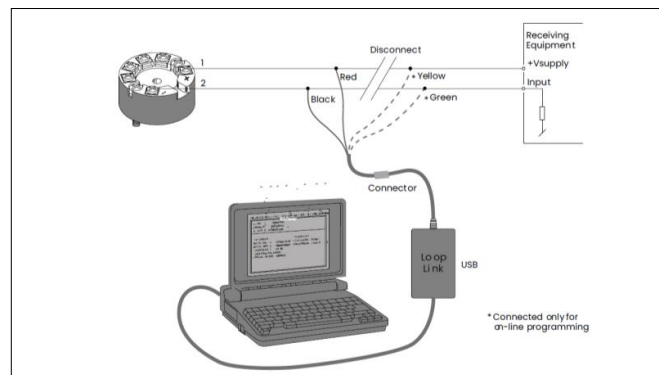 Receiving
Equipment
+Vsupply
Input
Disconnect
1
2
Red
* Yellow
Black
* Green
Connector
Loop
Link
USB
* Connected only for
on-line programming